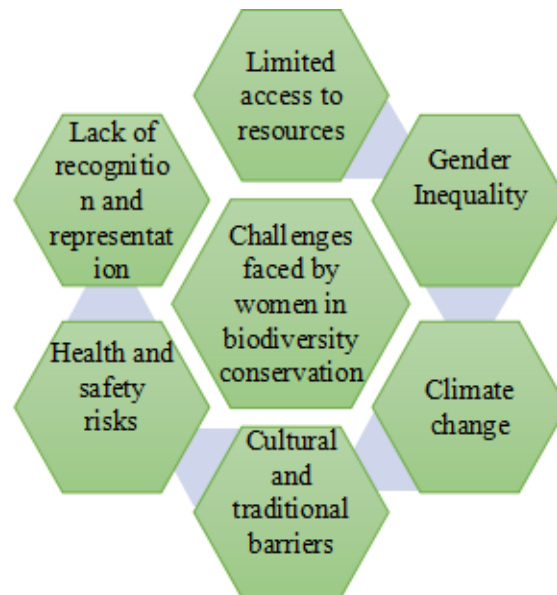 Limited
access to
resources
Gender
Inequality
Climate
change
Cultural
and
traditional
barriers
Health and
safety
risks
Lack of
recognitio
n and
representat
ion
Challenges
faced by
women in
biodiversity
conservation